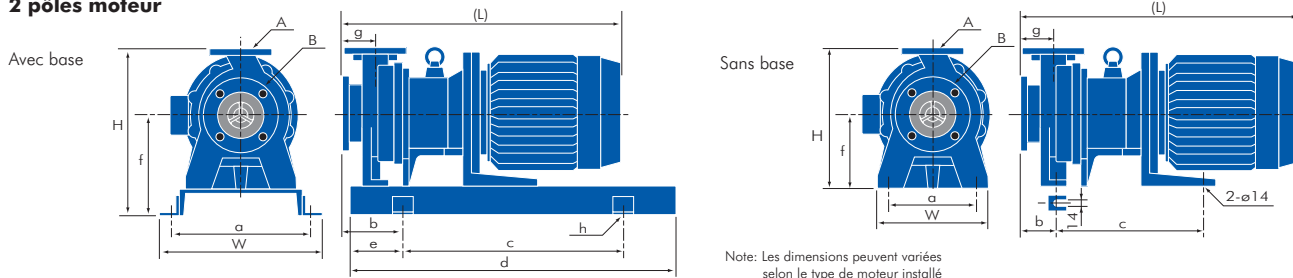 2 pôles moteur
Avec base
A
B
H
f
a
W
(L)
g
b
e
c
d
h
Sans base
A
B
H
f
a
W
(L)
g
b
14
c
2-ø14
Note: Les dimensions peuvent variées
selon le type de moteur installé